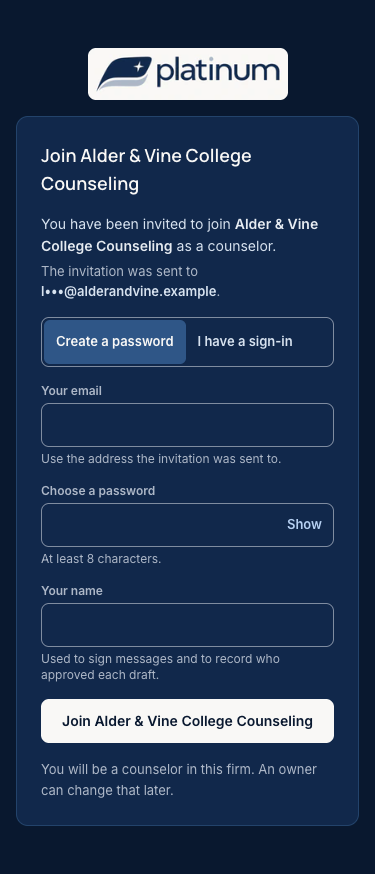 platinum
Join Alder & Vine College
Counseling
You have been invited to join Alder & Vine
College Counseling as a counselor.
The invitation was sent to
l•••@alderandvine.example.
Create a password
I have a sign-in
Your email
Use the address the invitation was sent to.
Choose a password
Show
At least 8 characters.
Your name
Used to sign messages and to record who
approved each draft.
Join Alder & Vine College Counseling
You will be a counselor in this firm. An owner
can change that later.